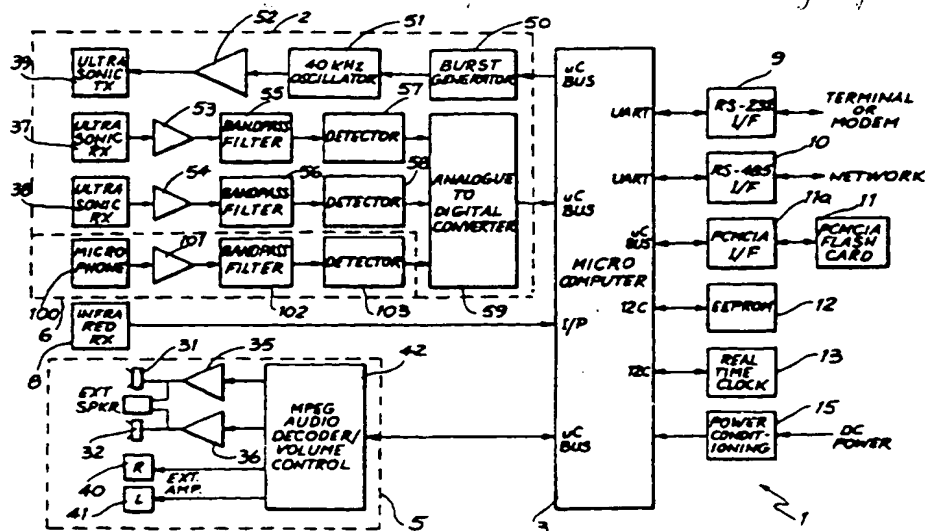 52
2
51
50
39
ULTRA
SONIC
TX
40 KHZ
OSCILLATOR
BURST
GENERATOR
UC
BUS
9
37
ULTRA
SONIC
RX
53
55
BANDPASS
FILTER
57
DETECTOR
UART
RS-232
I/F
TERMINAL
OR
MODEM
10
38
ULTRA
SONIC
RX
54
56
BANDPASS
FILTER
58
DETECTOR
ANALOGUE
TO
DIGITAL
CONVERTER
UART
UC
BUS
RS-485
I/F
NETWORK
11a
11
100
MICRO
PHONE
101
BANDPASS
FILTER
102
DETECTOR
103
59
UC
BUS
MICRO
COMPUTER
PCMCIA
I/F
PCMCIA
FLASH
CARD
6
8
INFRA
RED RX
I/P
I2C
EEPROM
12
31
35
42
I2C
REAL
TIME
CLOCK
13
EXT
SPKR
32
36
MPEG
AUDIO
DECODER/
VOLUME
CONTROL
UC
BUS
POWER
CONDIT-
IONING
15
DC
POWER
40
R
EXT.
AMP.
41
L
5
3
1